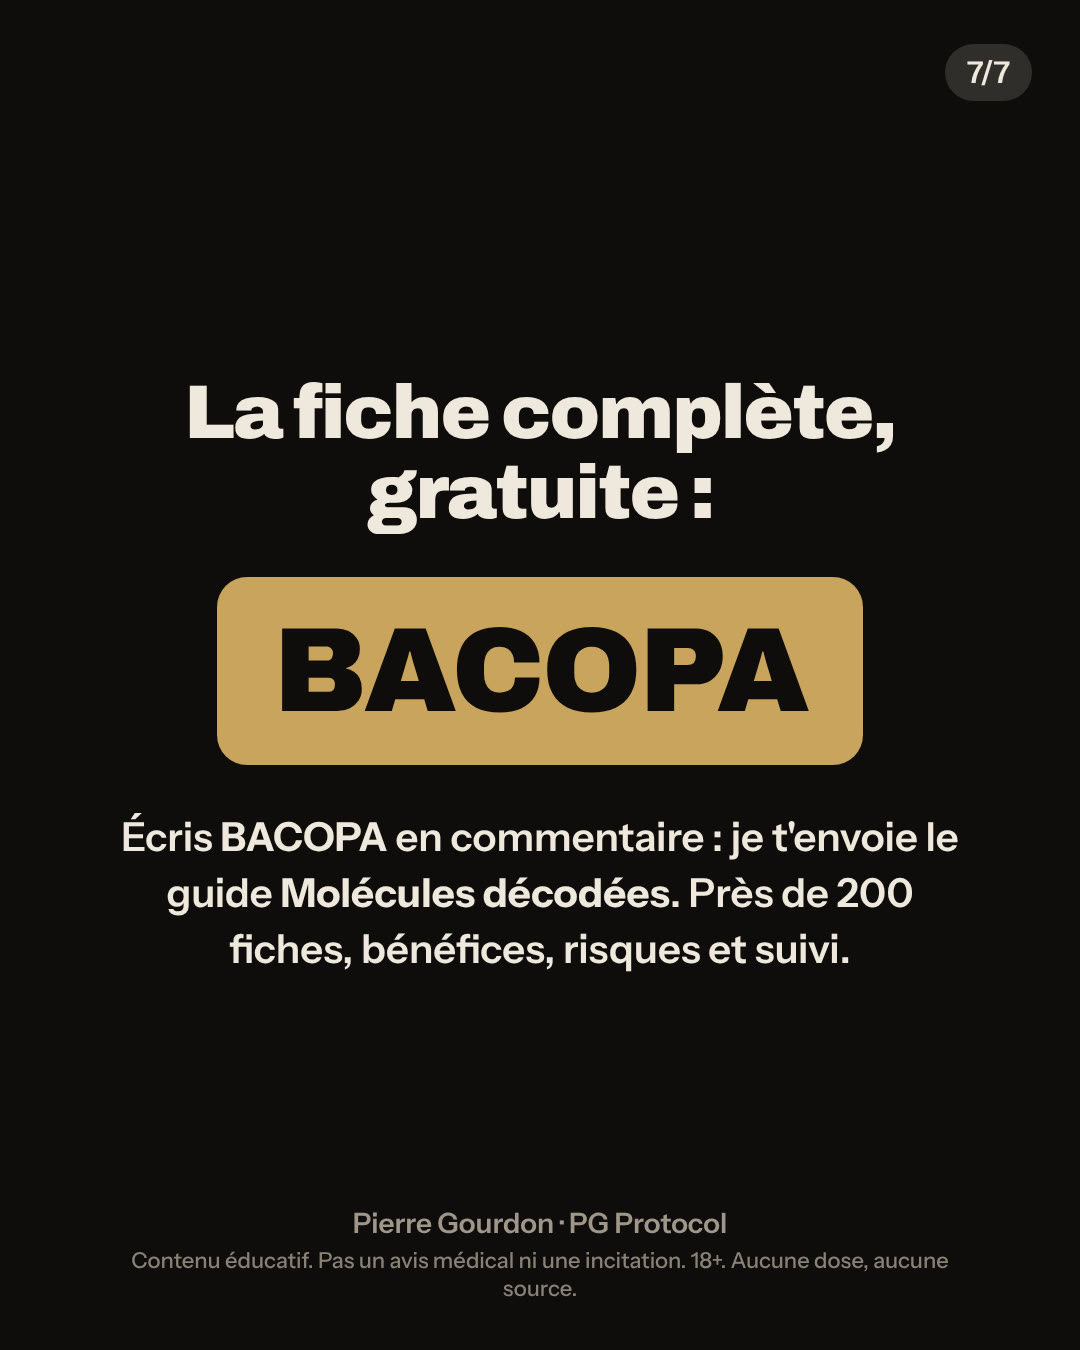 7/7
La fiche complète,
gratuite :
BACOPA
Écris BACOPA en commentaire : je t'envoie le
guide Molécules décodées. Près de 200
fiches, bénéfices, risques et suivi.
Pierre Gourdon · PG Protocol
Contenu éducatif. Pas un avis médical ni une incitation. 18+. Aucune dose, aucune
source.